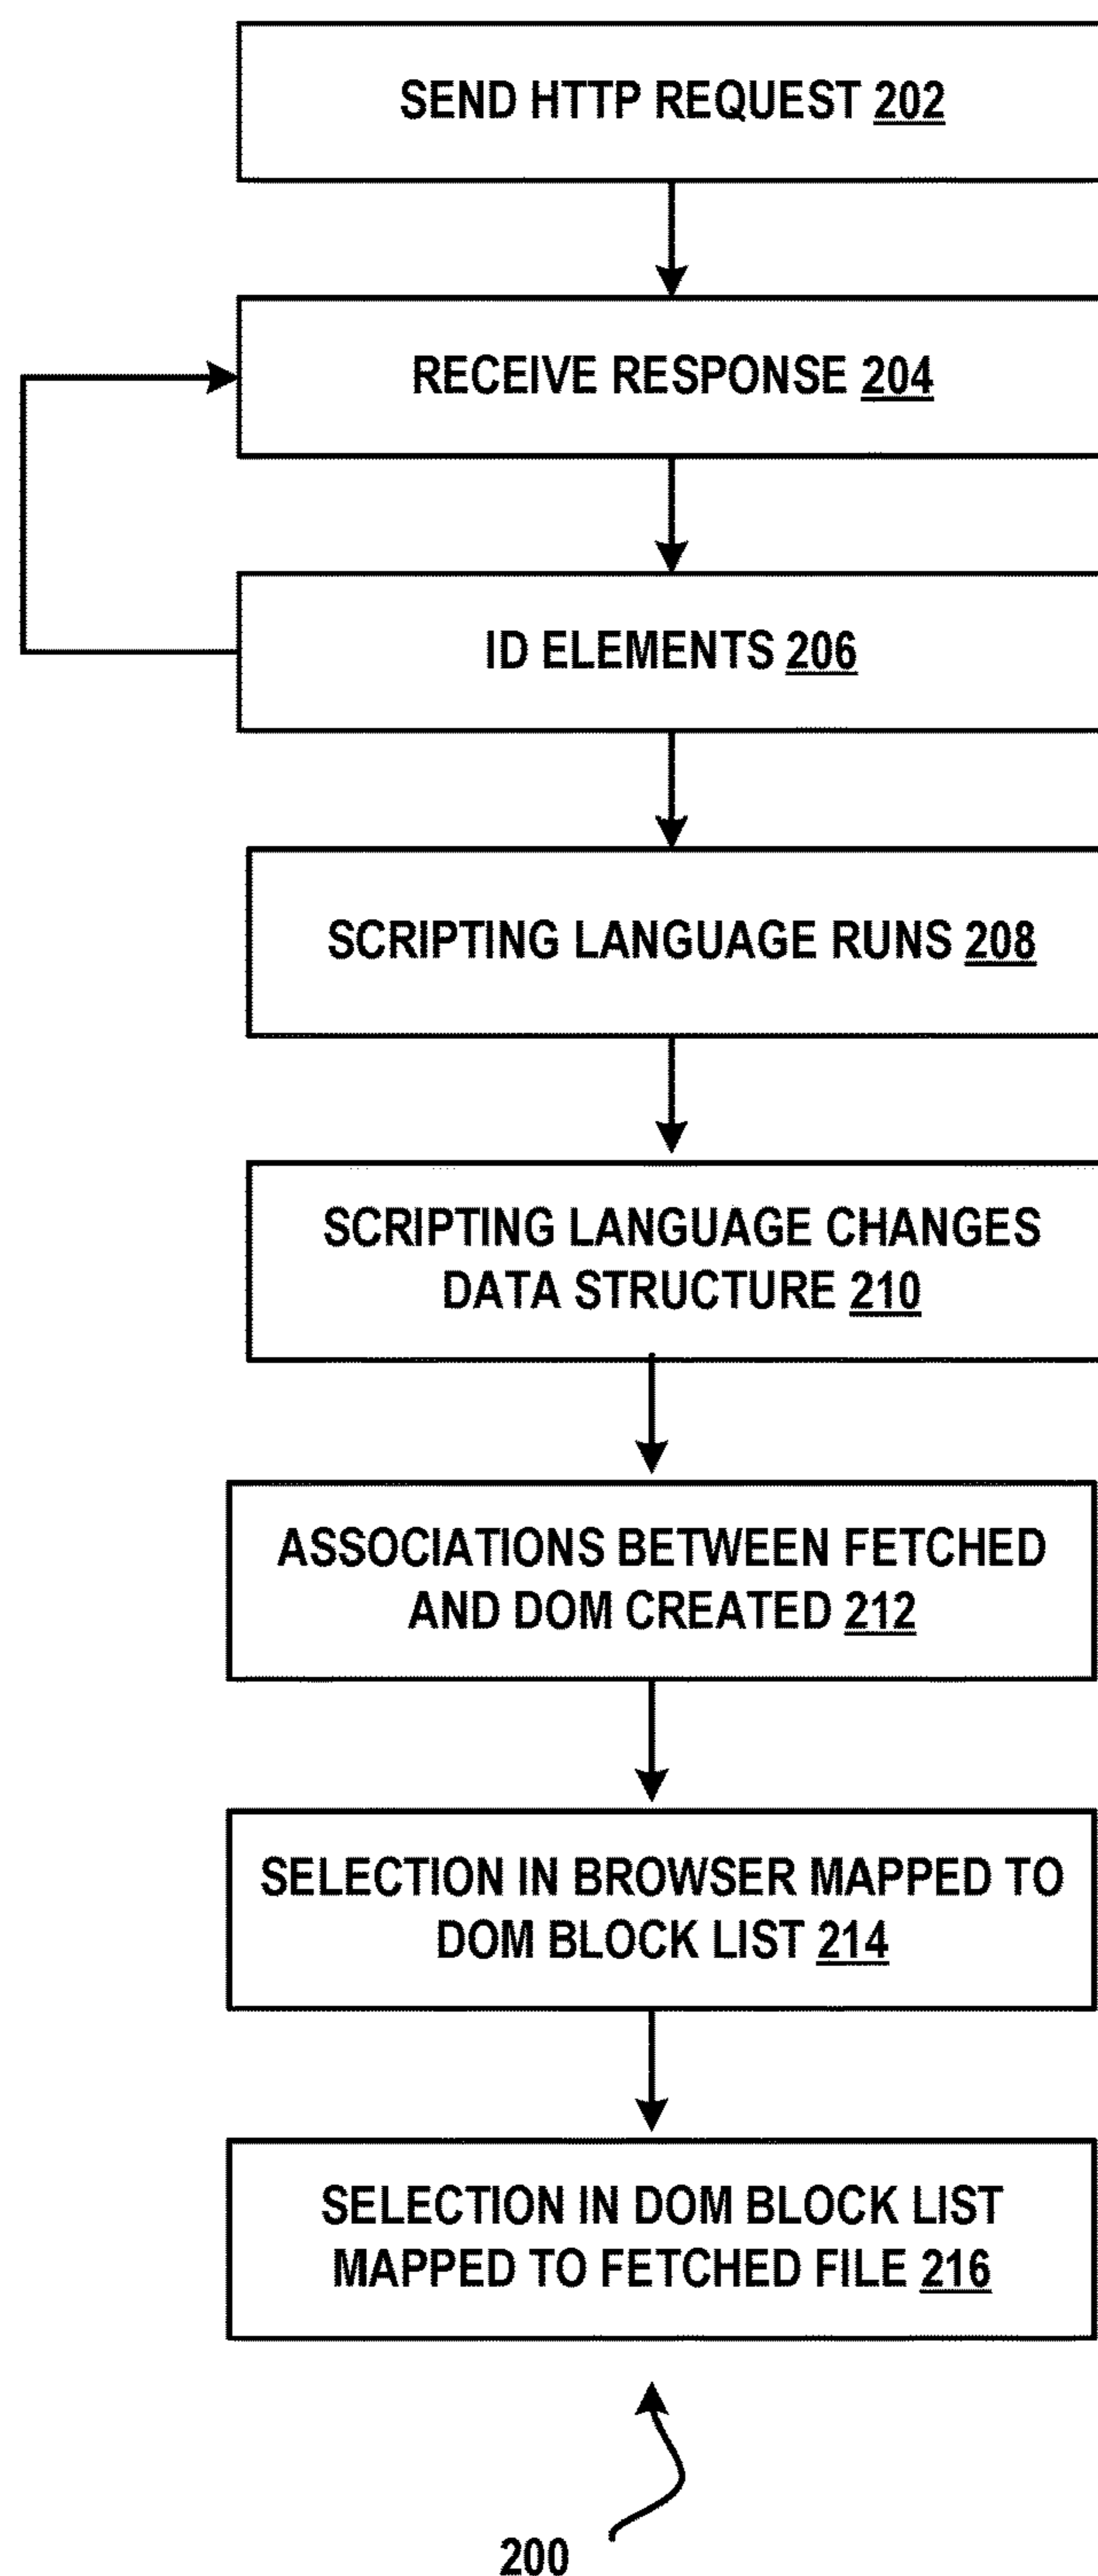 SEND HTTP REQUEST 202
RECEIVE RESPONSE 204
ID ELEMENTS 206
SCRIPTING LANGUAGE RUNS 208
SCRIPTING LANGUAGE CHANGES
DATA STRUCTURE 210
ASSOCIATIONS BETWEEN FETCHED
AND DOM CREATED 212
SELECTION IN BROWSER MAPPED TO
DOM BLOCK LIST 214
SELECTION IN DOM BLOCK LIST
MAPPED TO FETCHED FILE 216
200